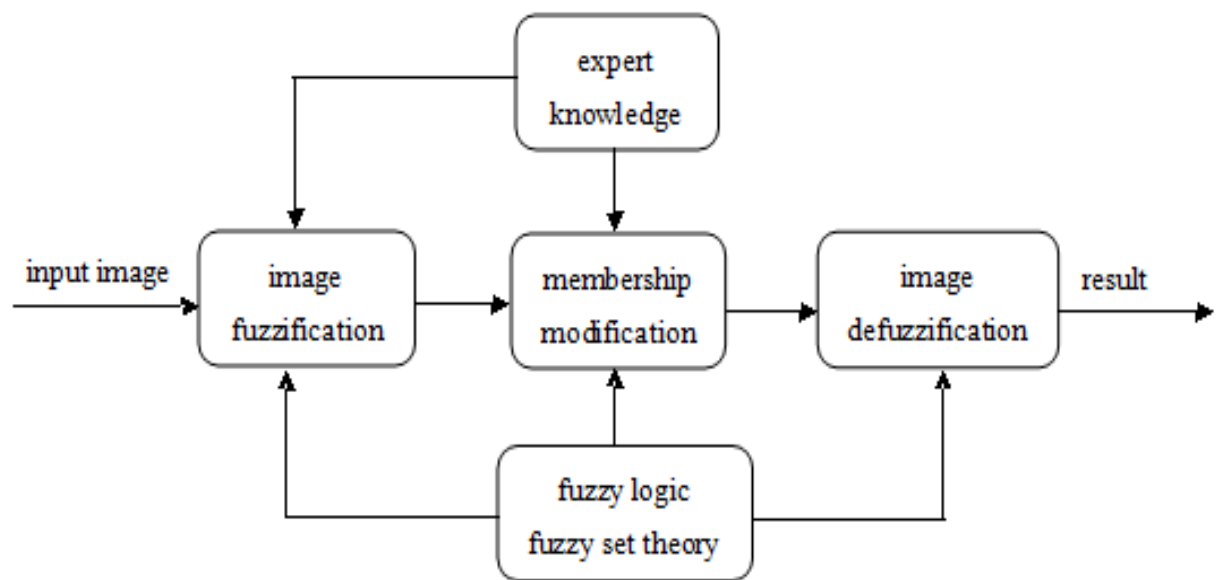 expert
knowledge
input image
image
fuzzification
membership
modification
image
defuzzification
result
fuzzy logic
fuzzy set theory